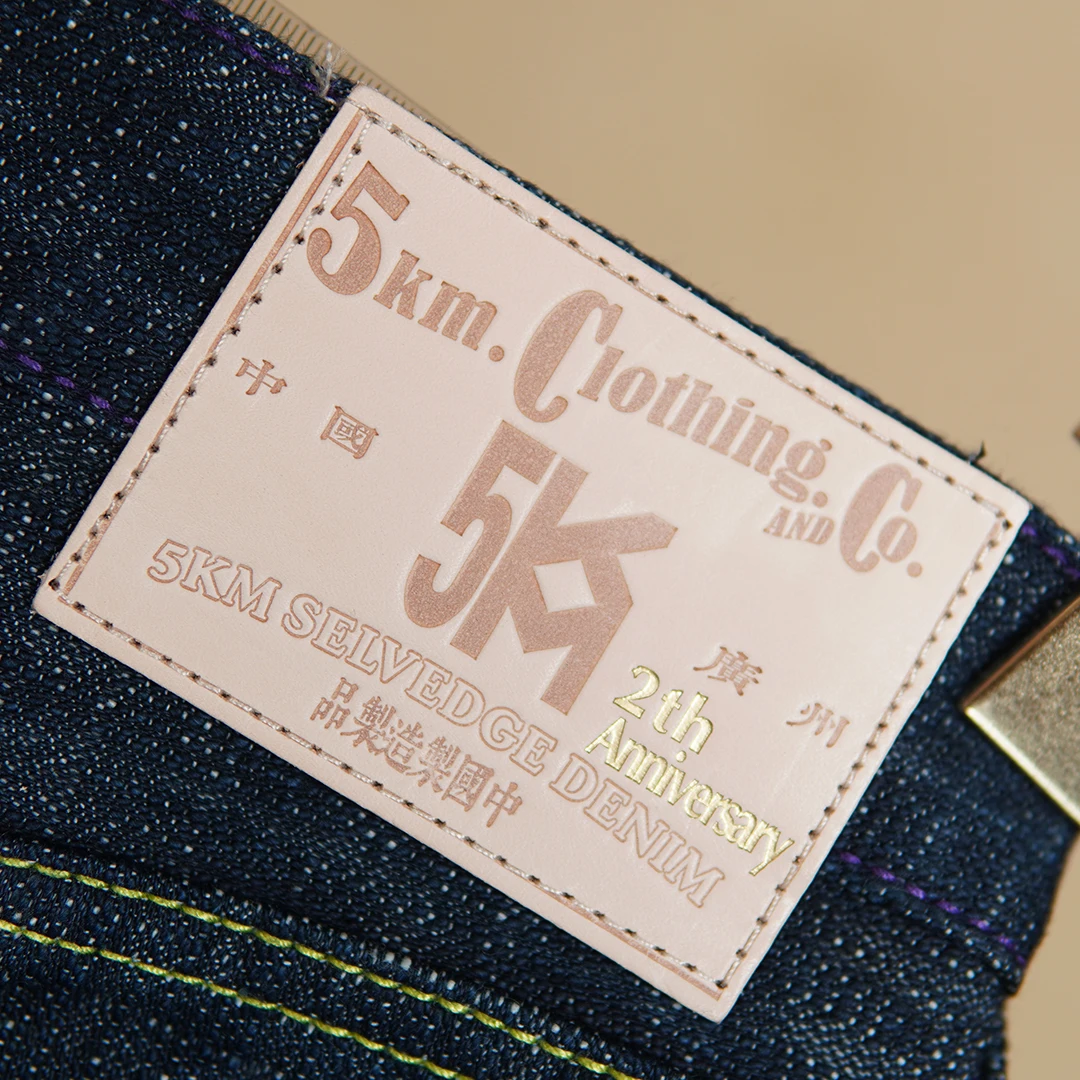 5km. Clothing. AND Co.
中國
5KM
廣州
2th
Anniversary
5KM SELVEDGE DENIM
品製造製國中